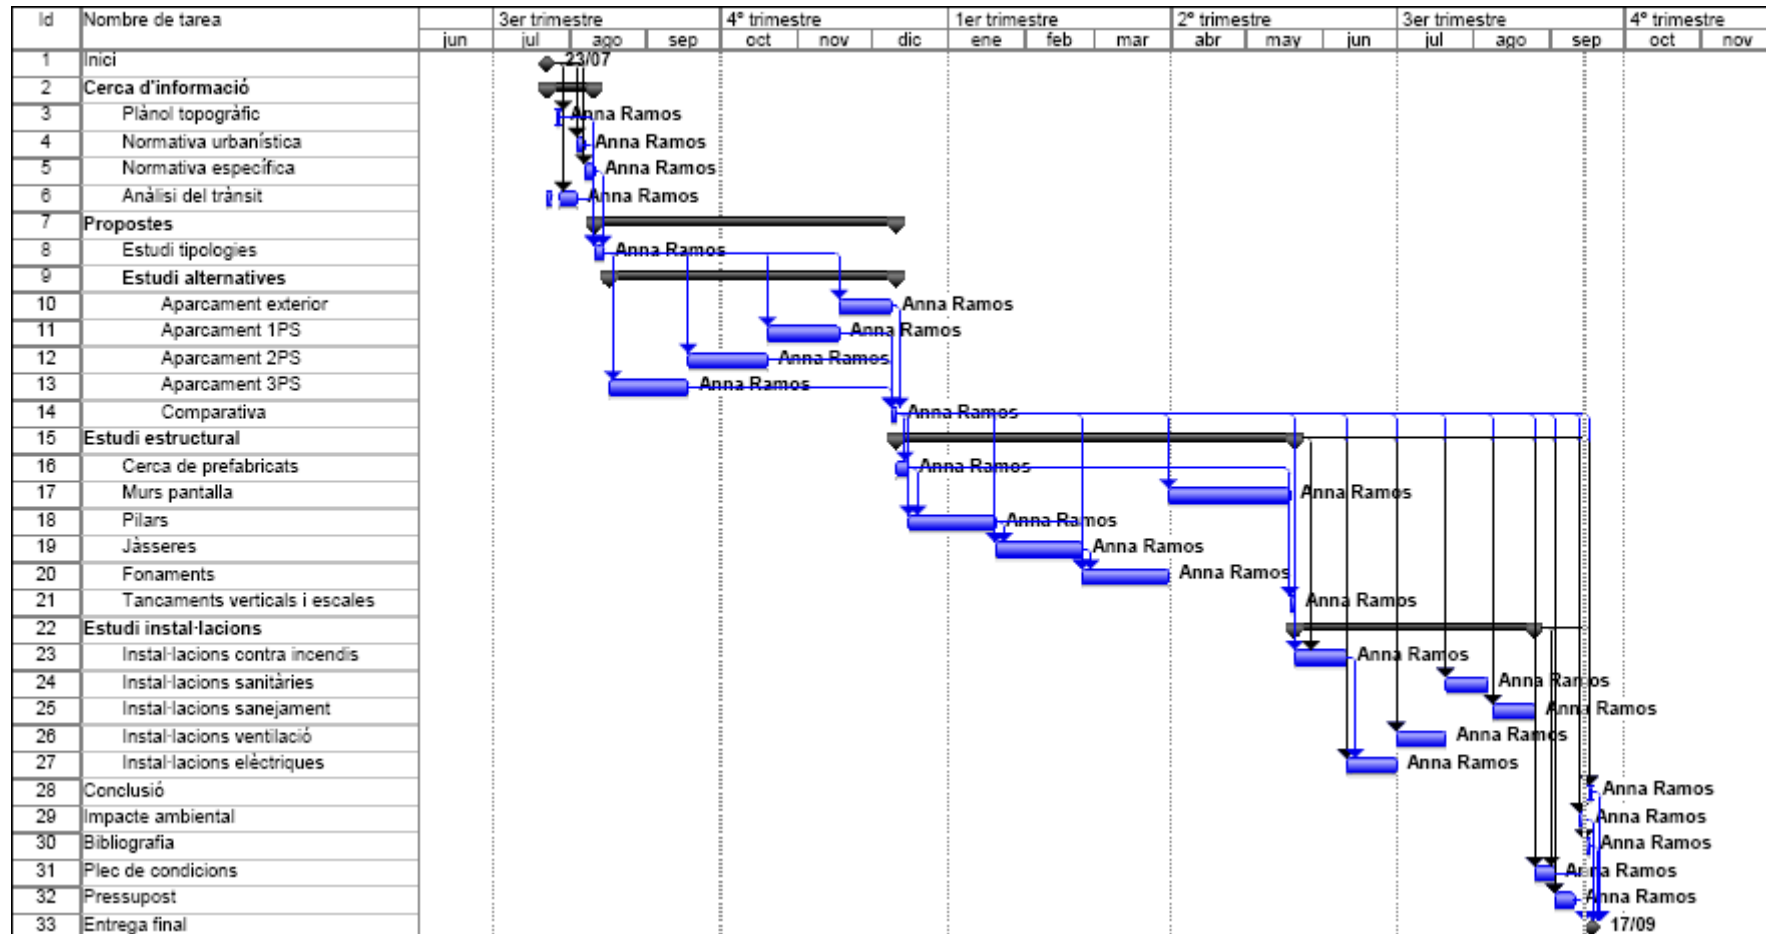 Id Nombre de tarea 3er trimestre 4º trimestre 1er trimestre 2º trimestre 3er trimestre 4º trimestre
jun jul ago sep oct nov dic ene feb mar abr may jun jul ago sep oct nov
1 Inici 23/07
2 Cerca d'informació
3 Plànol topogràfic Anna Ramos
4 Normativa urbanística Anna Ramos
5 Normativa específica Anna Ramos
6 Anàlisi del trànsit Anna Ramos
7 Propostes
8 Estudi tipologies Anna Ramos
9 Estudi alternatives
10 Aparcament exterior Anna Ramos
11 Aparcament 1PS Anna Ramos
12 Aparcament 2PS Anna Ramos
13 Aparcament 3PS Anna Ramos
14 Comparativa Anna Ramos
15 Estudi estructural
16 Cerca de prefabricats Anna Ramos
17 Murs pantalla Anna Ramos
18 Pilars Anna Ramos
19 Jàsseres Anna Ramos
20 Fonaments Anna Ramos
21 Tancaments verticals i escales Anna Ramos
22 Estudi instal·lacions
23 Instal·lacions contra incendis Anna Ramos
24 Instal·lacions sanitàries Anna Ramos
25 Instal·lacions sanejament Anna Ramos
26 Instal·lacions ventilació Anna Ramos
27 Instal·lacions elèctriques Anna Ramos
28 Conclusió Anna Ramos
29 Impacte ambiental Anna Ramos
30 Bibliografia Anna Ramos
31 Plec de condicions Anna Ramos
32 Pressupost Anna Ramos
33 Entrega final 17/09